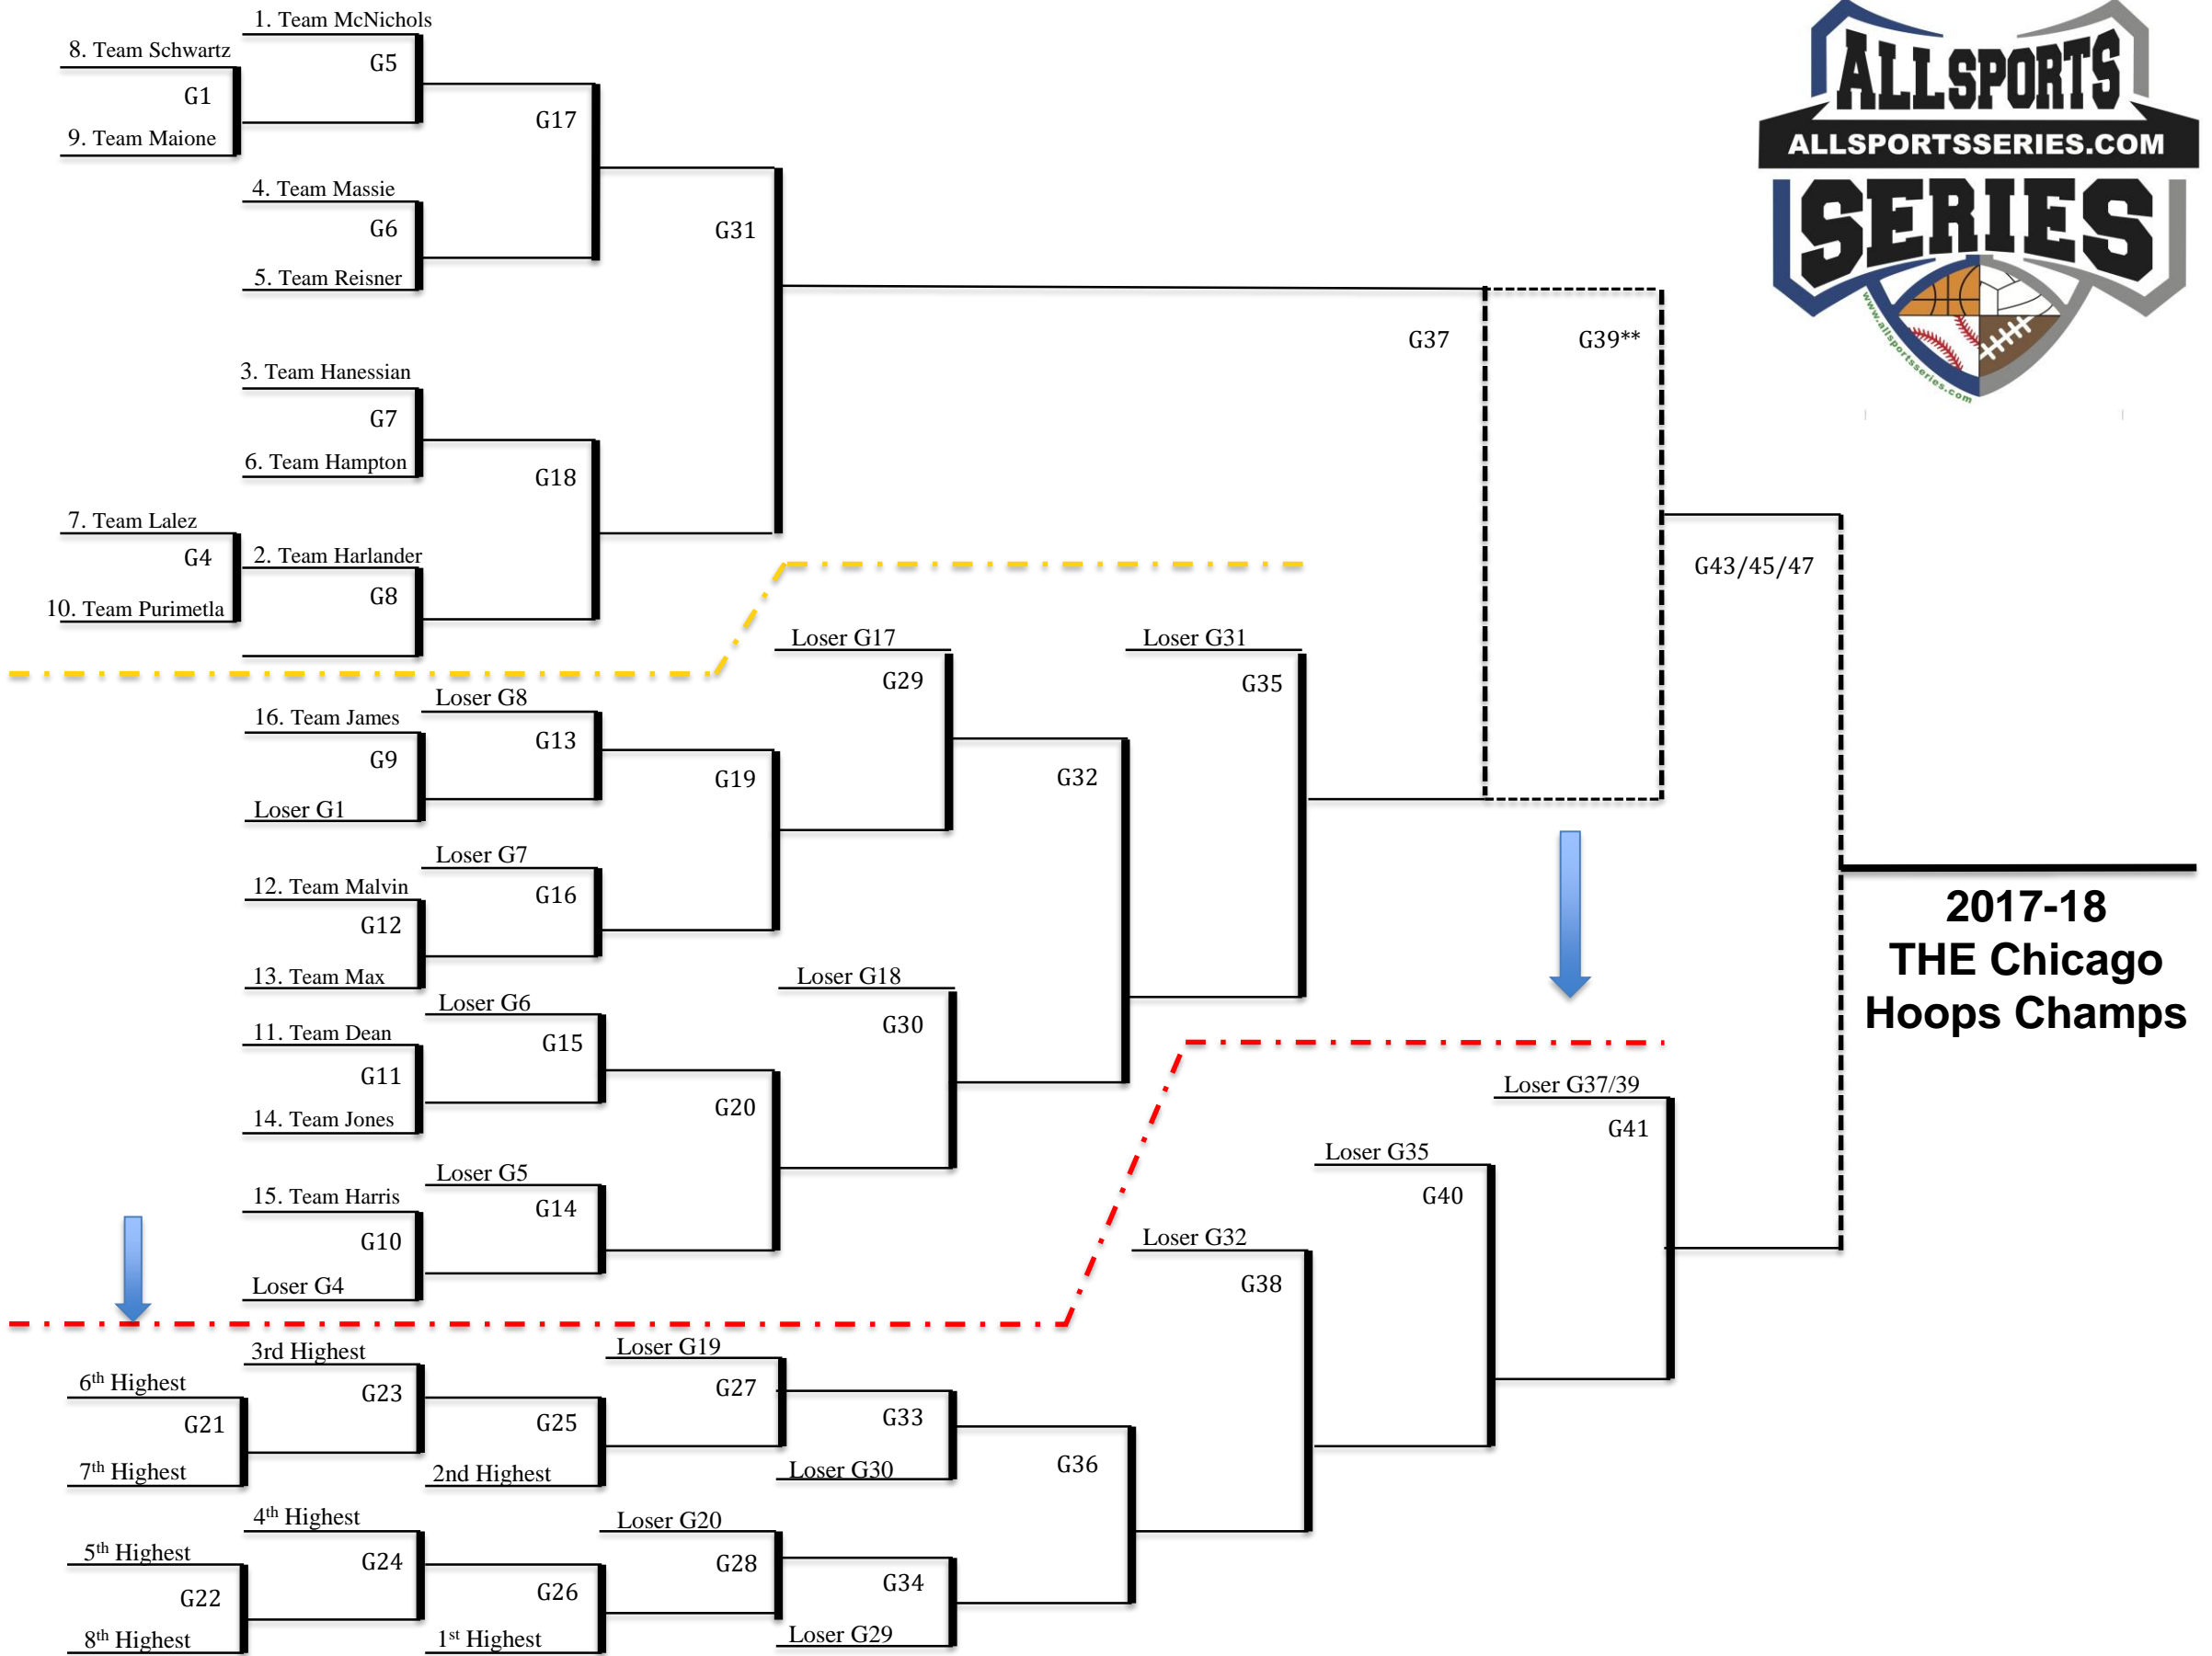 1. Team McNichols
8. Team Schwartz
G5
G1
9. Team Maione
G17
4. Team Massie
G6
5. Team Reisner
G31
3. Team Hanessian
G7
6. Team Hampton
G18
7. Team Lalez
G4
2. Team Harlander
G8
10. Team Purimetla
G37
G39**
G43/45/47
ALLSPORTS
ALLSPORTSSERIES.COM
SERIES
www.allsportsseries.com
Loser G17
Loser G31
G29
G35
Loser G8
16. Team James
G13
G9
G19
G32
Loser G1
Loser G7
12. Team Malvin
G16
G12
13. Team Max
Loser G18
Loser G6
11. Team Dean
G15
G30
G11
14. Team Jones
G20
Loser G5
15. Team Harris
G14
G10
Loser G4
2017-18
THE Chicago
Hoops Champs
Loser G37/39
G41
Loser G35
G40
Loser G32
G38
3rd Highest
Loser G19
6th Highest
G23
G27
G21
G25
G33
7th Highest
2nd Highest
Loser G30
G36
4th Highest
Loser G20
5th Highest
G24
G28
G22
G26
G34
8th Highest
1st Highest
Loser G29